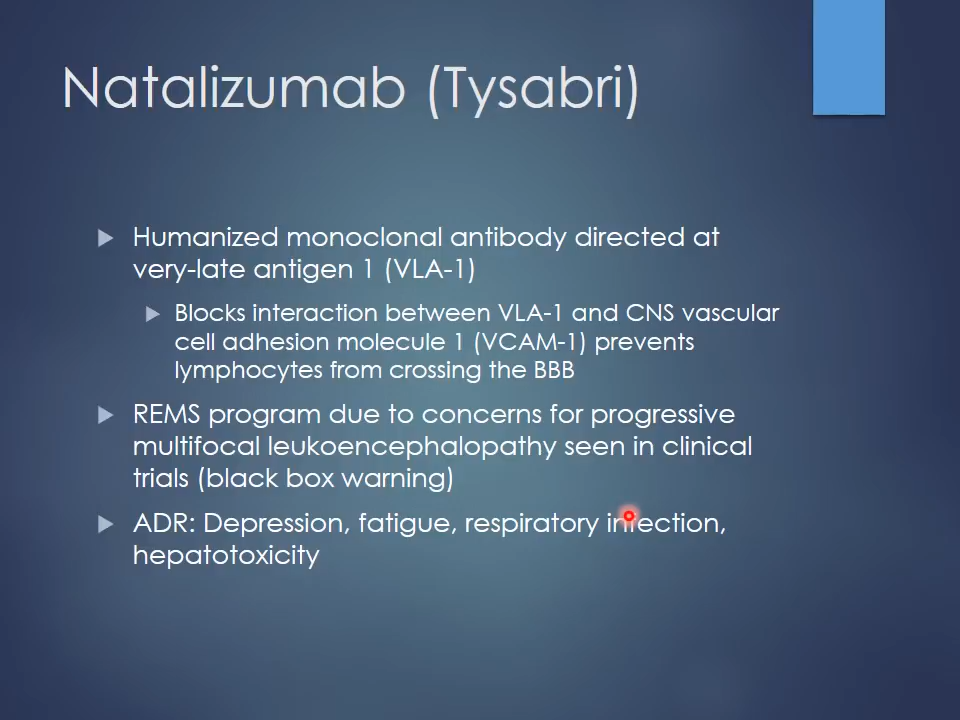 Natalizumab (Tysabri)
Humanized monoclonal antibody directed at
very-late antigen 1 (VLA-1)
Blocks interaction between VLA-1 and CNS vascular
cell adhesion molecule 1 (VCAM-1) prevents
lymphocytes from crossing the BBB
REMS program due to concerns for progressive
multifocal leukoencephalopathy seen in clinical
trials (black box warning)
ADR: Depression, fatigue, respiratory infection,
hepatotoxicity